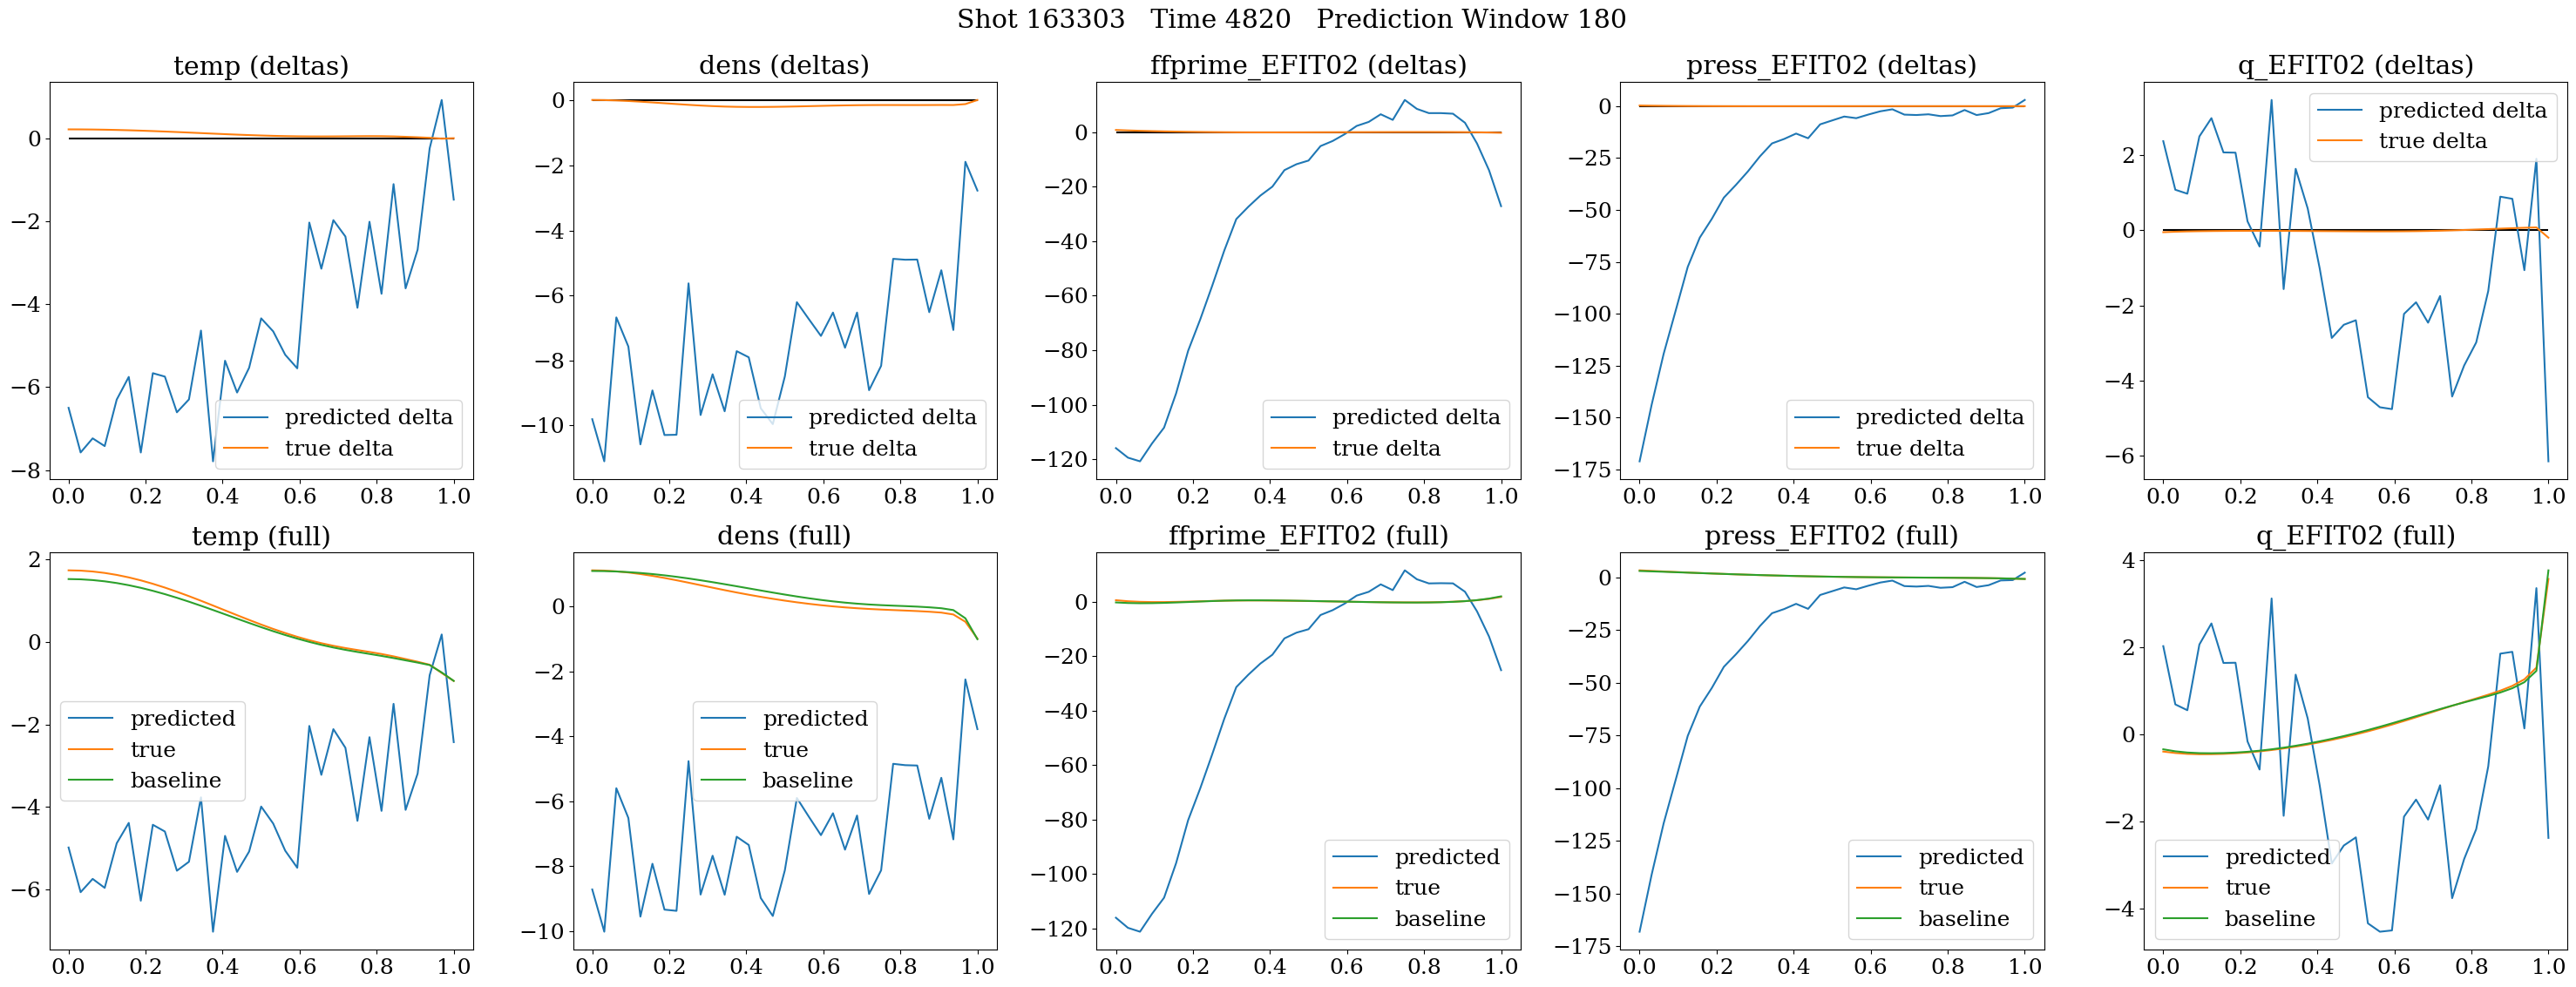 Shot 163303   Time 4820   Prediction Window 180
temp (deltas)
0
−2
−4
−6
−8
0.0 0.2 0.4 0.6 0.8 1.0
predicted delta
true delta
dens (deltas)
0
−2
−4
−6
−8
−10
0.0 0.2 0.4 0.6 0.8 1.0
predicted delta
true delta
ffprime_EFIT02 (deltas)
0
−20
−40
−60
−80
−100
−120
0.0 0.2 0.4 0.6 0.8 1.0
predicted delta
true delta
press_EFIT02 (deltas)
0
−25
−50
−75
−100
−125
−150
−175
0.0 0.2 0.4 0.6 0.8 1.0
predicted delta
true delta
q_EFIT02 (deltas)
2
0
−2
−4
−6
0.0 0.2 0.4 0.6 0.8 1.0
predicted delta
true delta
temp (full)
2
0
−2
−4
−6
0.0 0.2 0.4 0.6 0.8 1.0
predicted
true
baseline
dens (full)
0
−2
−4
−6
−8
−10
0.0 0.2 0.4 0.6 0.8 1.0
predicted
true
baseline
ffprime_EFIT02 (full)
0
−20
−40
−60
−80
−100
−120
0.0 0.2 0.4 0.6 0.8 1.0
predicted
true
baseline
press_EFIT02 (full)
0
−25
−50
−75
−100
−125
−150
−175
0.0 0.2 0.4 0.6 0.8 1.0
predicted
true
baseline
q_EFIT02 (full)
4
2
0
−2
−4
0.0 0.2 0.4 0.6 0.8 1.0
predicted
true
baseline